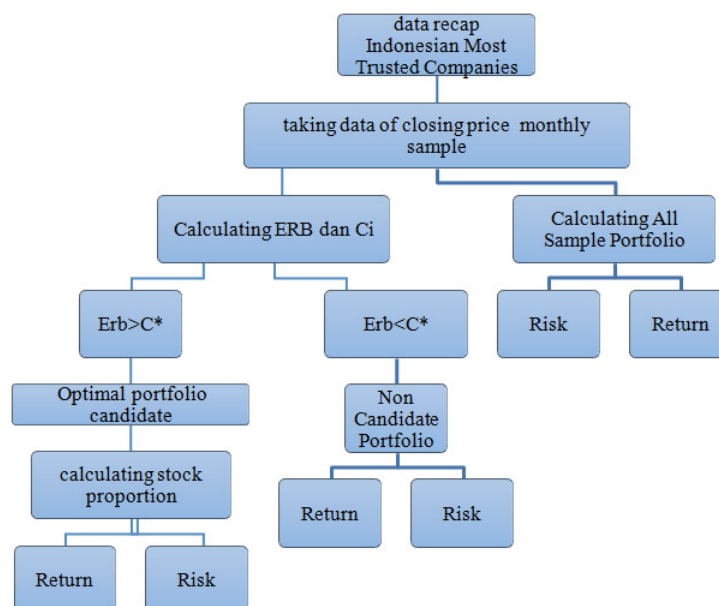 data recap
Indonesian Most
Trusted Companies
taking data of closing price monthly
sample
Calculating ERB dan Ci
Calculating All
Sample Portfolio
Erb>C*
Erb<C*
Risk
Return
Optimal portfolio
candidate
Non
Candidate
Portfolio
calculating stock
proportion
Return
Risk
Return
Risk